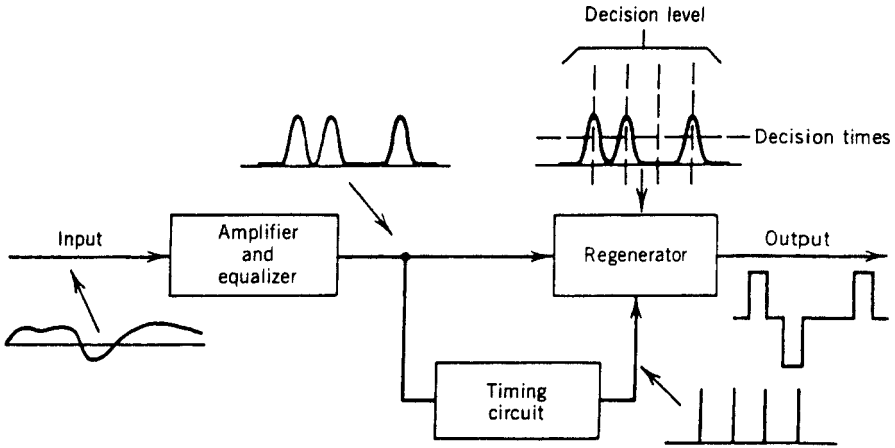 Decision level
Decision times
Input
Amplifier
and
equalizer
Regenerator
Output
Timing
circuit